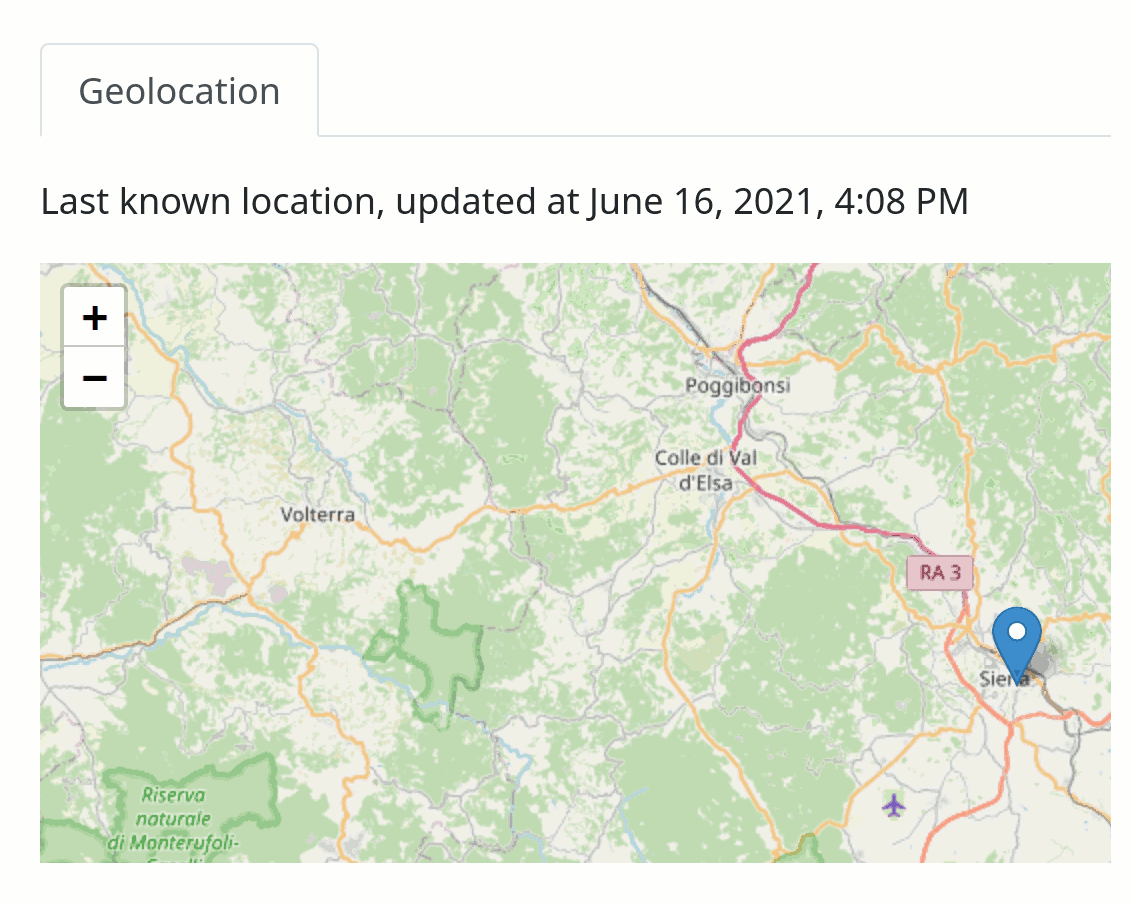 Geolocation
Last known location, updated at June 16, 2021, 4:08 PM
+
−
Poggibonsi
Colle di Val
d'Elsa
Volterra
RA 3
Siena
Riserva
naturale
di Monterufoli-